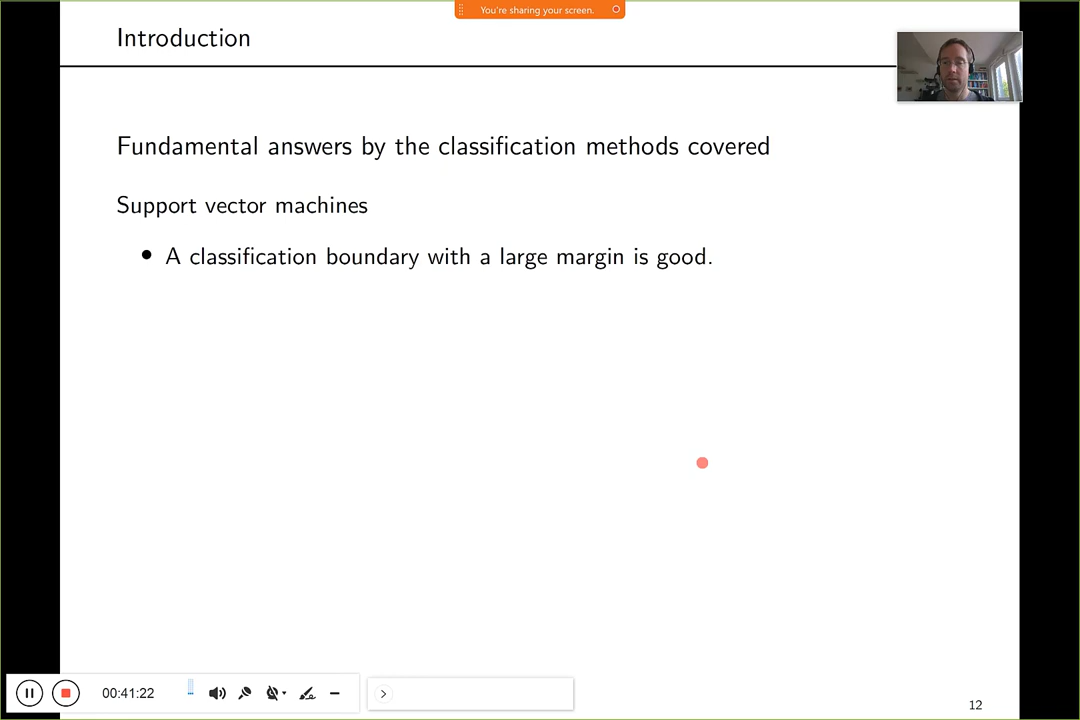 You're sharing your screen.
Introduction
Fundamental answers by the classification methods covered
Support vector machines
• A classification boundary with a large margin is good.
00:41:22
12